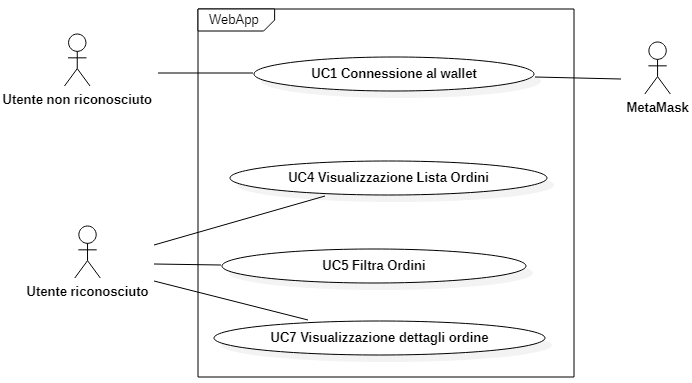 WebApp
UC1 Connessione al wallet
Utente non riconosciuto
MetaMask
UC4 Visualizzazione Lista Ordini
UC5 Filtra Ordini
Utente riconosciuto
UC7 Visualizzazione dettagli ordine